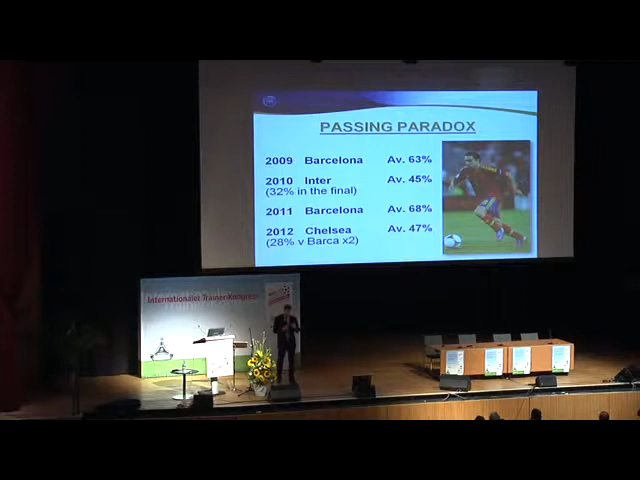 PASSING PARADOX
2009 Barcelona Av. 63%
2010 Inter Av. 45%
(32% in the final)
2011 Barcelona Av. 68%
2012 Chelsea Av. 47%
(28% v Barca x2)
Internationaler Trainer-Kongress